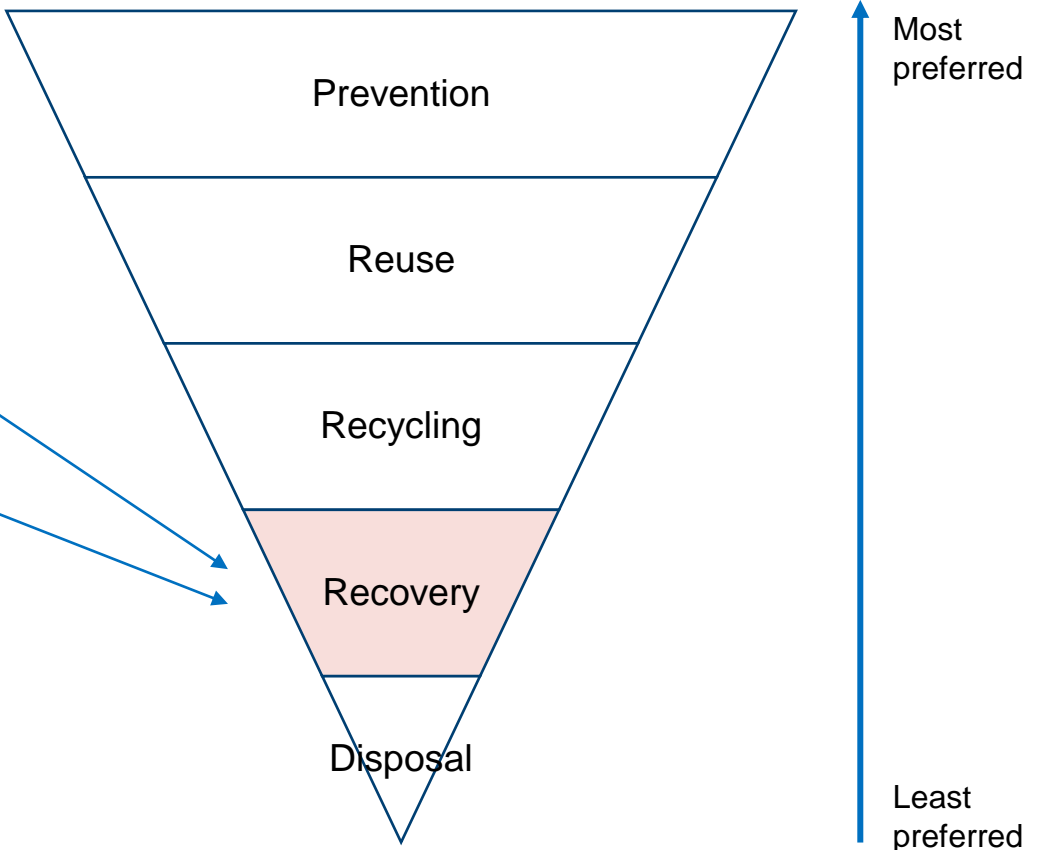 Most
preferred
Prevention
Reuse
Recycling
Recovery
Disposal
Least
preferred